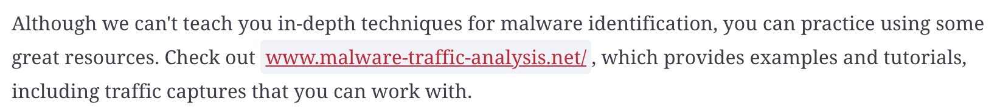 Although we can't teach you in-depth techniques for malware identification, you can practice using some
great resources. Check out www.malware-traffic-analysis.net/, which provides examples and tutorials,
including traffic captures that you can work with.